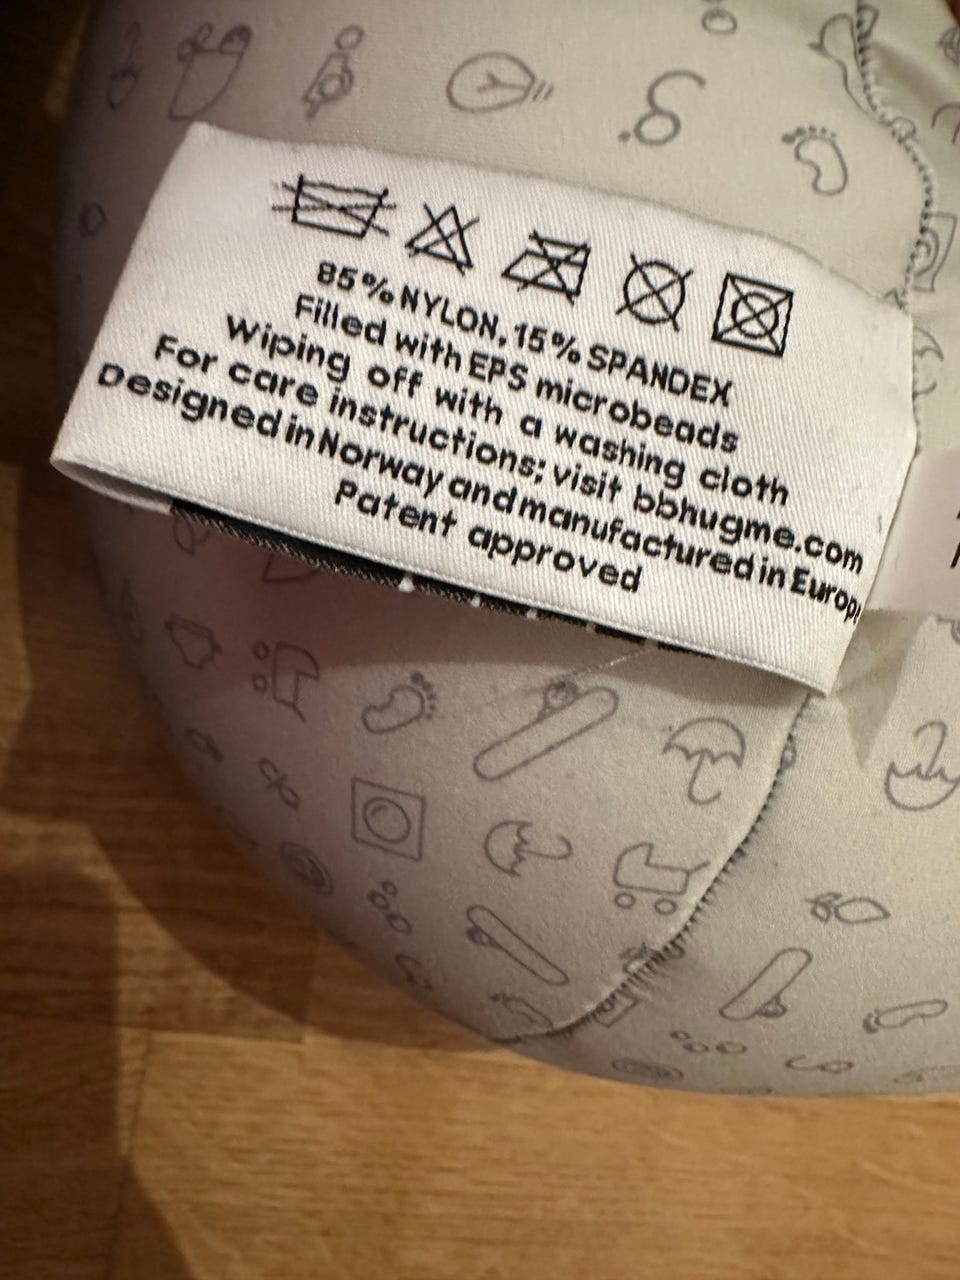 85% NYLON, 15% SPANDEX
Filled with EPS microbeads
Wiping off with a washing cloth
For care instructions; visit bbhugme.com
Designed in Norway and manufactured in Europe
Patent approved